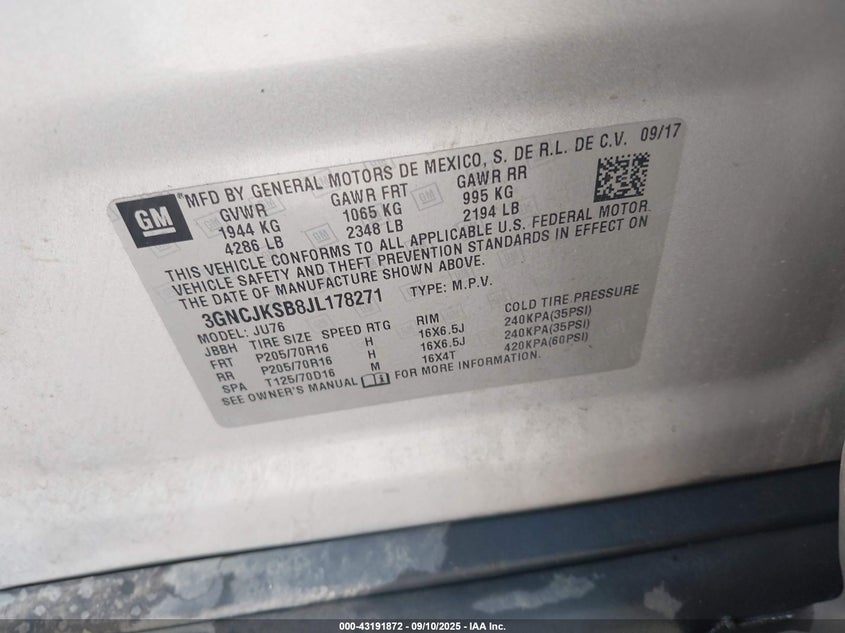 GM
®MFD BY GENERAL MOTORS DE MEXICO, S. DE R.L. DE C.V. 09/17
GVWR GAWR FRT GAWR RR
1944 KG 1065 KG 995 KG
4286 LB 2348 LB 2194 LB
THIS VEHICLE CONFORMS TO ALL APPLICABLE U.S. FEDERAL MOTOR
VEHICLE SAFETY AND THEFT PREVENTION STANDARDS IN EFFECT ON
THE DATE OF MANUFACTURE SHOWN ABOVE.
3GNCJKSB8JL178271 TYPE: M.P.V.
MODEL: JU76
JBBH TIRE SIZE SPEED RTG RIM COLD TIRE PRESSURE
FRT P205/70R16 H 16X6.5J 240KPA(35PSI)
RR P205/70R16 H 16X6.5J 240KPA(35PSI)
SPA T125/70D16 M 16X4T 420KPA(60PSI)
SEE OWNER'S MANUAL FOR MORE INFORMATION.
000-43191872 — 09/10/2025 — IAA Inc.